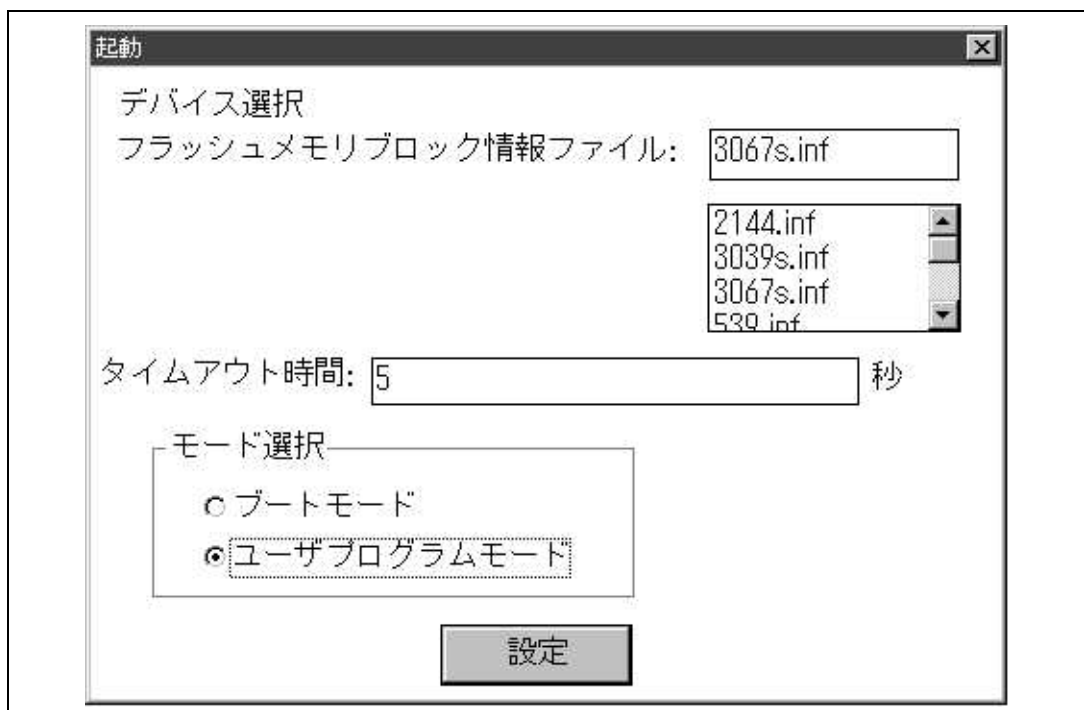 起動
デバイス選択
フラッシュメモリブロック情報ファイル: 3067s.inf
2144.inf
3039s.inf
3067s.inf
539.inf
タイムアウト時間: 5 秒
モード選択
ブートモード
ユーザプログラムモード
設定